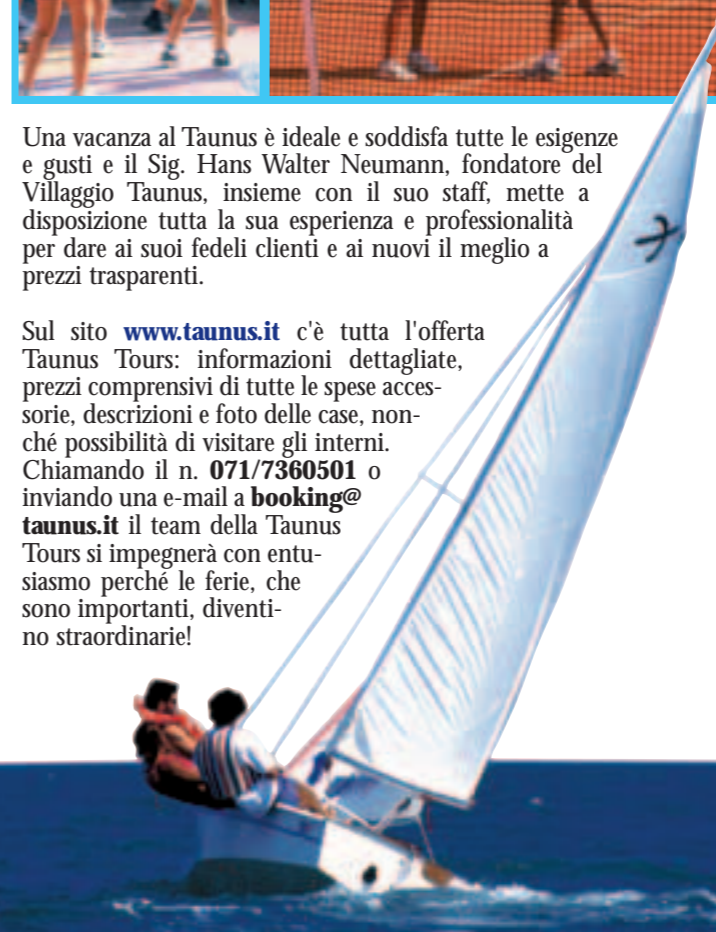 Una vacanza al Taunus è ideale e soddisfa tutte le esigenze
e gusti e il Sig. Hans Walter Neumann, fondatore del
Villaggio Taunus, insieme con il suo staff, mette a
disposizione tutta la sua esperienza e professionalità
per dare ai suoi fedeli clienti e ai nuovi il meglio a
prezzi trasparenti.
Sul sito www.taunus.it c'è tutta l'offerta
Taunus Tours: informazioni dettagliate,
prezzi comprensivi di tutte le spese acces-
sorie, descrizioni e foto delle case, non-
ché possibilità di visitare gli interni.
Chiamando il n. 071/7360501 o
inviando una e-mail a booking@
taunus.it il team della Taunus
Tours si impegnerà con entu-
siasmo perché le ferie, che
sono importanti, diventi-
no straordinarie!